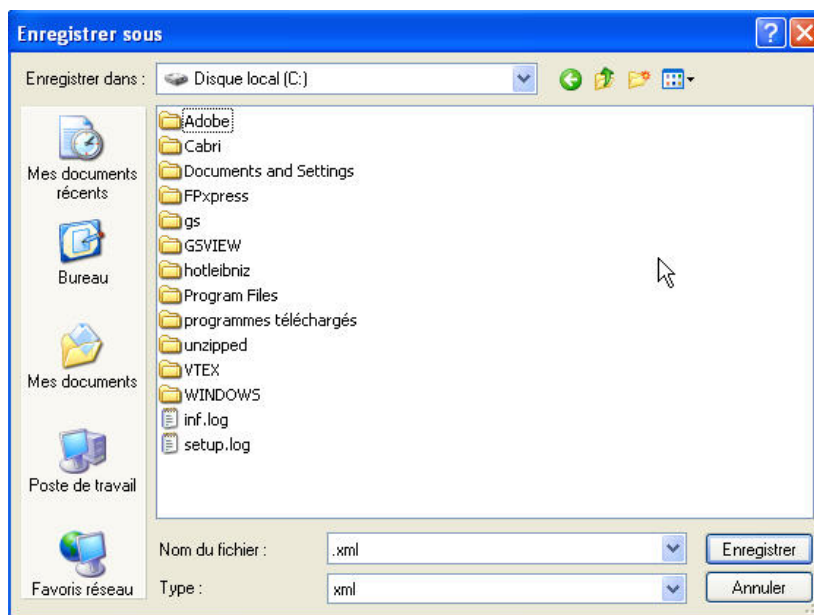 Enregistrer sous
Enregistrer dans :
Disque local (C:)
Mes documents
récents
Bureau
Mes documents
Poste de travail
Favoris réseau
Adobe
Cabri
Documents and Settings
FPxpress
gs
GSVIEW
hotleibniz
Program Files
programmes téléchargés
unzipped
VTEX
WINDOWS
inf.log
setup.log
Nom du fichier :
.xml
Enregistrer
Type :
xml
Annuler